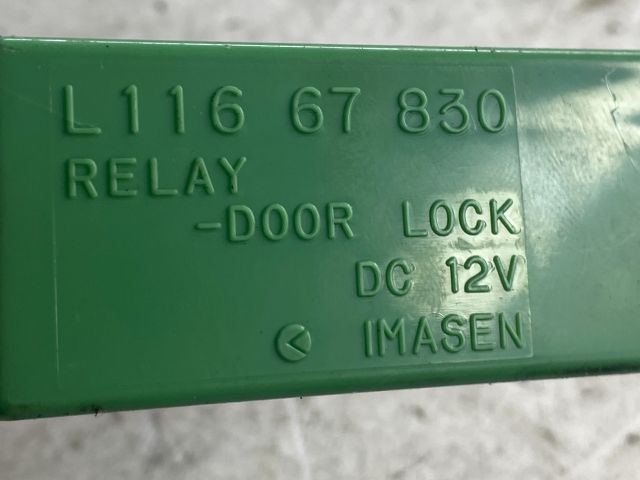 L116 67 830
RELAY
-DOOR LOCK
DC 12V
IMASEN